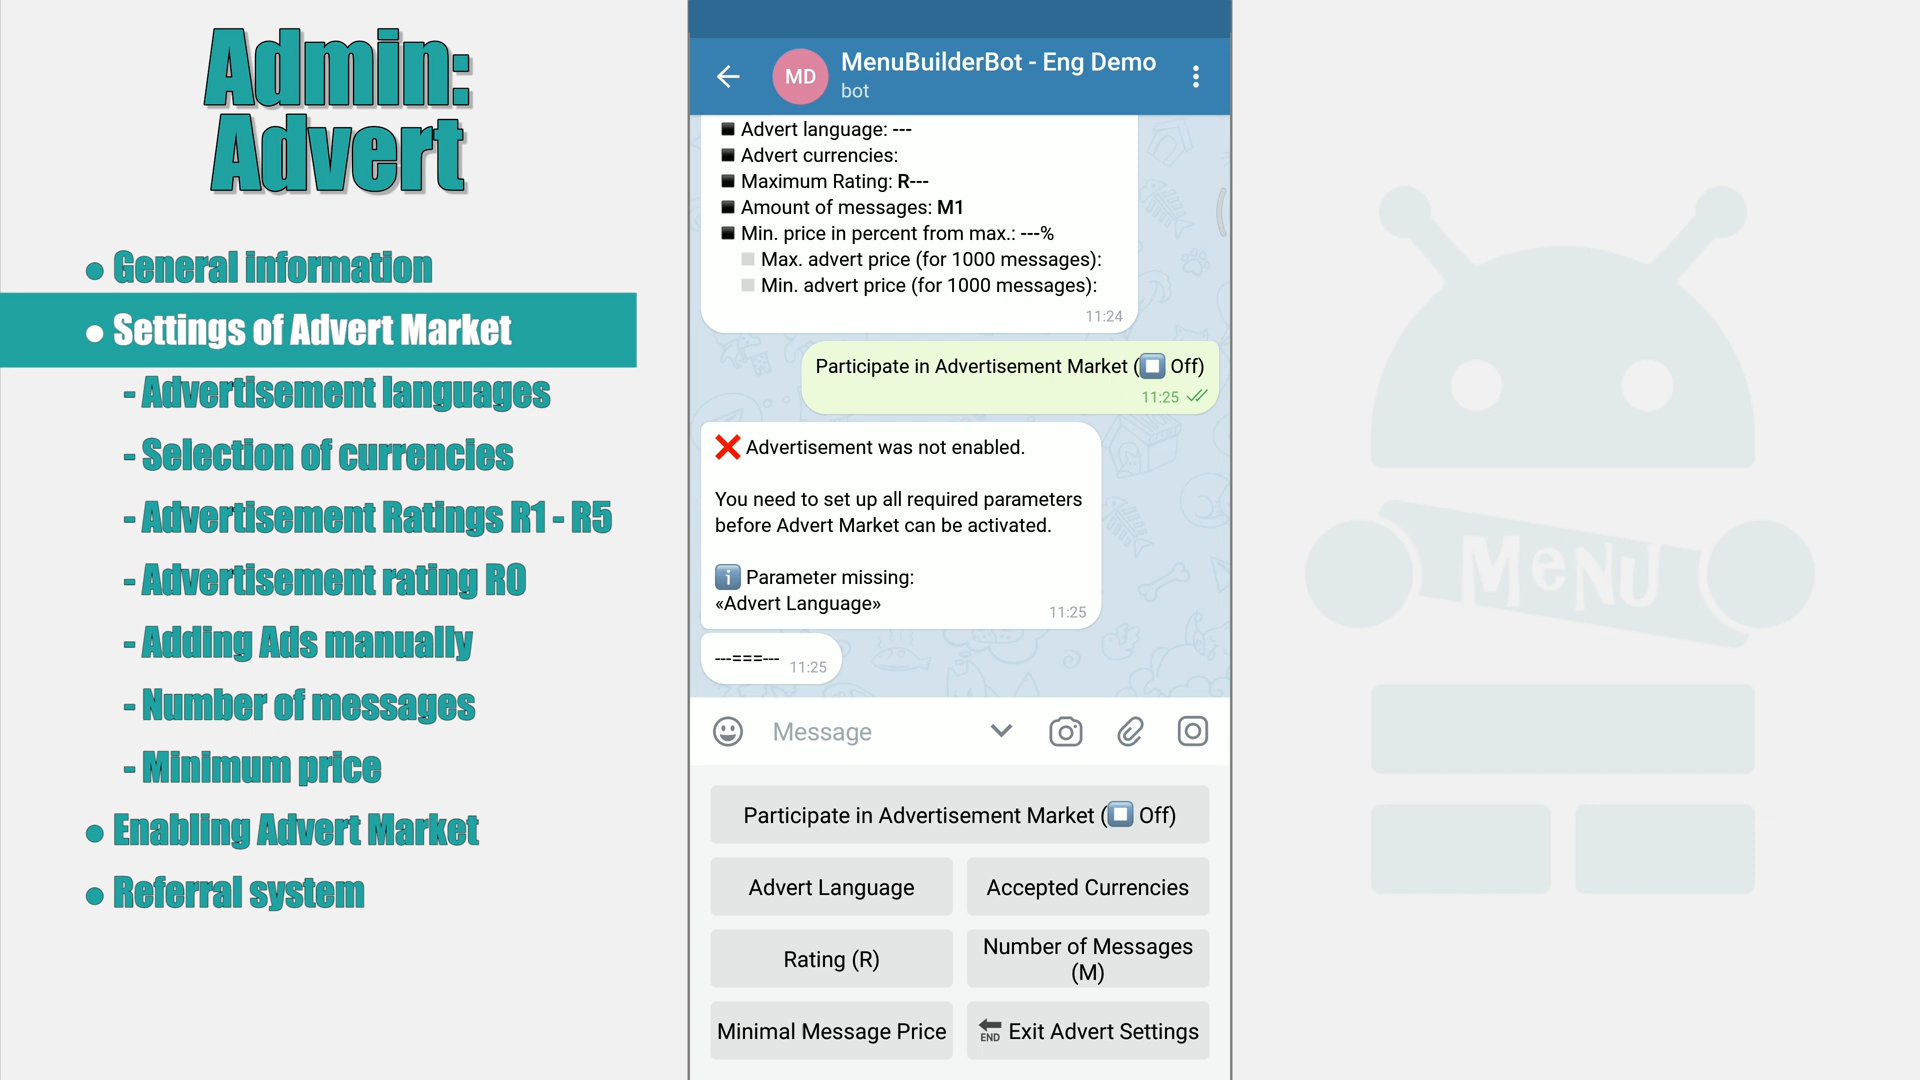 Admin:
Advert
● General information
● Settings of Advert Market
- Advertisement languages
- Selection of currencies
- Advertisement Ratings R1 - R5
- Advertisement rating R0
- Adding Ads manually
- Number of messages
- Minimum price
● Enabling Advert Market
● Referral system
MD
MenuBuilderBot - Eng Demo
bot
Advert language: ---
Advert currencies:
Maximum Rating: R---
Amount of messages: M1
Min. price in percent from max.: ---%
Max. advert price (for 1000 messages):
Min. advert price (for 1000 messages):
11:24
Participate in Advertisement Market (⏹ Off)
11:25
❌ Advertisement was not enabled.
You need to set up all required parameters
before Advert Market can be activated.
ℹ Parameter missing:
«Advert Language»
11:25
---===---
11:25
Message
Participate in Advertisement Market (⏹ Off)
Advert Language
Accepted Currencies
Rating (R)
Number of Messages
(M)
Minimal Message Price
🔚 Exit Advert Settings
MeNU